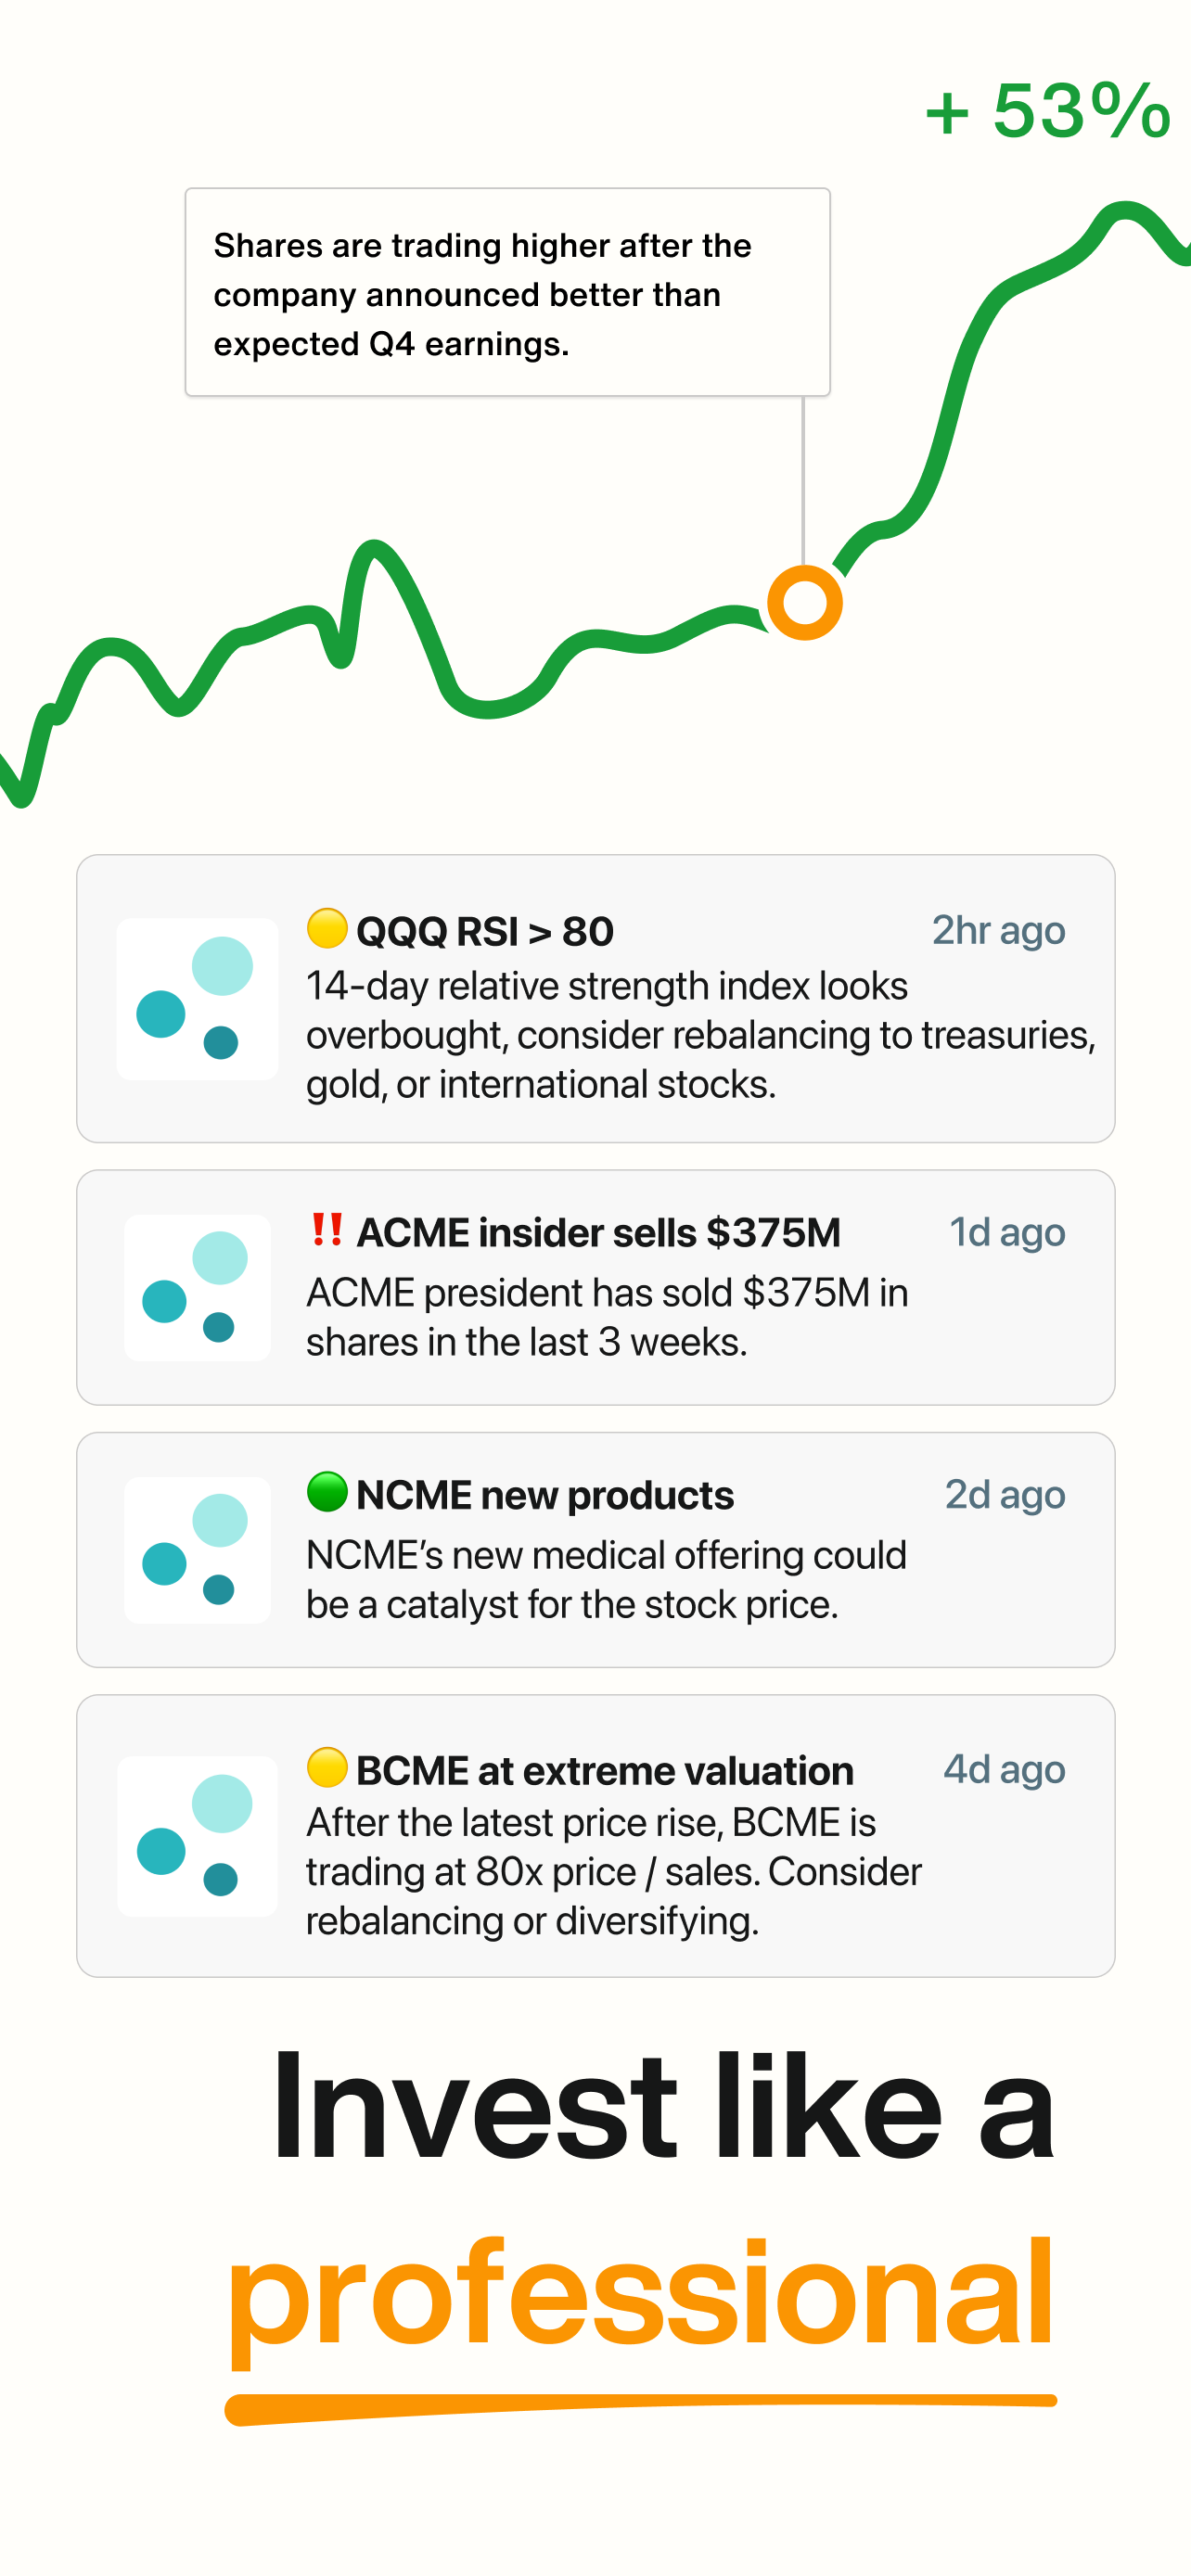 + 53%
Shares are trading higher after the
company announced better than
expected Q4 earnings.
🟡 QQQ RSI > 80 2hr ago
14-day relative strength index looks
overbought, consider rebalancing to treasuries,
gold, or international stocks.
‼️ ACME insider sells $375M 1d ago
ACME president has sold $375M in
shares in the last 3 weeks.
🟢 NCME new products 2d ago
NCME’s new medical offering could
be a catalyst for the stock price.
🟡 BCME at extreme valuation 4d ago
After the latest price rise, BCME is
trading at 80x price / sales. Consider
rebalancing or diversifying.
Invest like a
professional